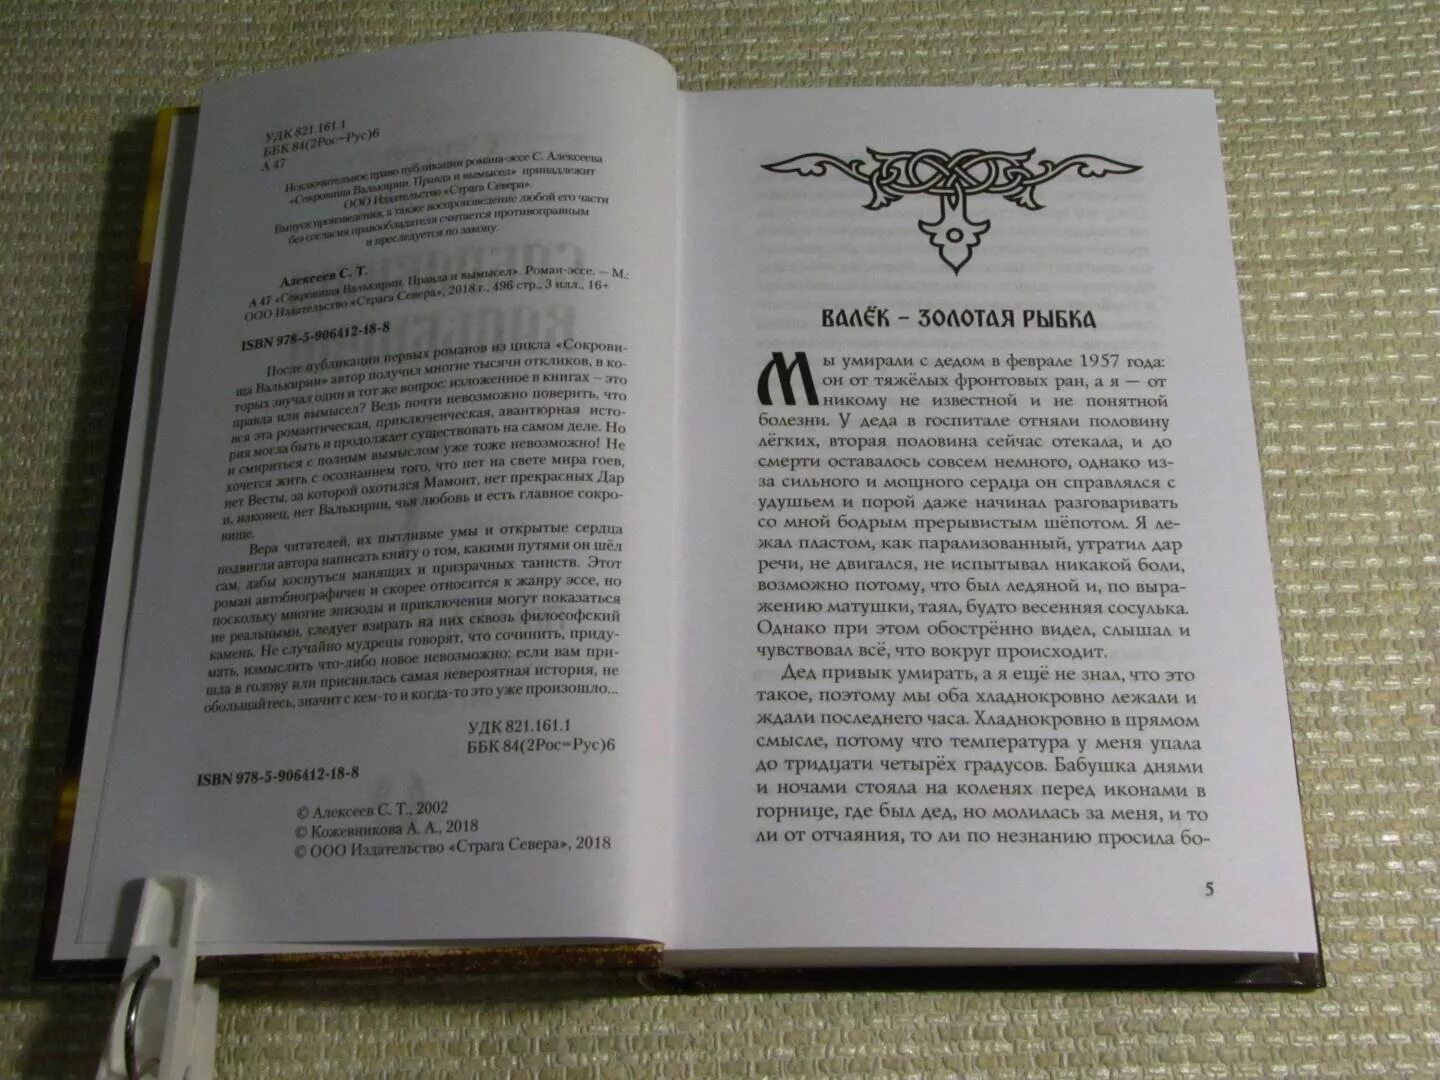 УДК 821.161.1
ББК 84(2Рос=Рус)6
А 47
Исключительное право публикации романа-эссе С. Алексеева
«Сокровища Валькирии. Правда и вымысел» принадлежит
ООО Издательство «Страга Севера».
Выпуск произведения, а также воспроизведение любой его части
без согласия правообладателя считается противоправным
и преследуется по закону.
Алексеев С. Т.
А 47 «Сокровища Валькирии. Правда и вымысел». Роман-эссе. – М.:
ООО Издательство «Страга Севера», 2018 г., 496 стр., 3 илл., 16+
ISBN 978-5-906412-18-8
После публикации первых романов из цикла «Сокрови-
ща Валькирии» автор получил многие тысячи откликов, в ко-
торых звучал один и тот же вопрос: изложенное в книгах – это
правда или вымысел? Ведь почти невозможно поверить, что
вся эта романтическая, приключенческая, авантюрная исто-
рия могла быть и продолжает существовать на самом деле. Но
и смириться с полным вымыслом уже тоже невозможно! Не
хочется жить с осознанием того, что нет на свете мира гоев,
нет Весты, за которой охотился Мамонт, нет прекрасных Дар
и, наконец, нет Валькирии, чья любовь и есть главное сокро-
вище.
Вера читателей, их пытливые умы и открытые сердца
подвигли автора написать книгу о том, какими путями он шёл
сам, дабы коснуться манящих и призрачных таинств. Этот
роман автобиографичен и скорее относится к жанру эссе, но
поскольку многие эпизоды и приключения могут показаться
не реальными, следует взирать на них сквозь философский
камень. Не случайно мудрецы говорят, что сочинить, приду-
мать, измыслить что-либо новое невозможно: если вам при-
шла в голову или приснилась самая невероятная история, не
обольщайтесь, значит с кем-то и когда-то это уже произошло...
УДК 821.161.1
ББК 84(2Рос=Рус)6
ISBN 978-5-906412-18-8
© Алексеев С. Т., 2002
© Кожевникова А. А., 2018
© ООО Издательство «Страга Севера», 2018
ВАЛЁК – ЗОЛОТАЯ РЫБКА
Мы умирали с дедом в феврале 1957 года:
он от тяжёлых фронтовых ран, а я — от
никому не известной и не понятной
болезни. У деда в госпитале отняли половину
лёгких, вторая половина сейчас отекала, и до
смерти оставалось совсем немного, однако из-
за сильного и мощного сердца он справлялся с
удушьем и порой даже начинал разговаривать
со мной бодрым прерывистым шёпотом. Я ле-
жал пластом, как парализованный, утратил дар
речи, не двигался, не испытывал никакой боли,
возможно потому, что был ледяной и, по выра-
жению матушки, таял, будто весенняя сосулька.
Однако при этом обострённо видел, слышал и
чувствовал всё, что вокруг происходит.
Дед привык умирать, а я ещё не знал, что это
такое, поэтому мы оба хладнокровно лежали и
ждали последнего часа. Хладнокровно в прямом
смысле, потому что температура у меня упала
до тридцати четырёх градусов. Бабушка днями
и ночами стояла на коленях перед иконами в
горнице, где был дед, но молилась за меня, и то
ли от отчаяния, то ли по незнанию просила бо-
5